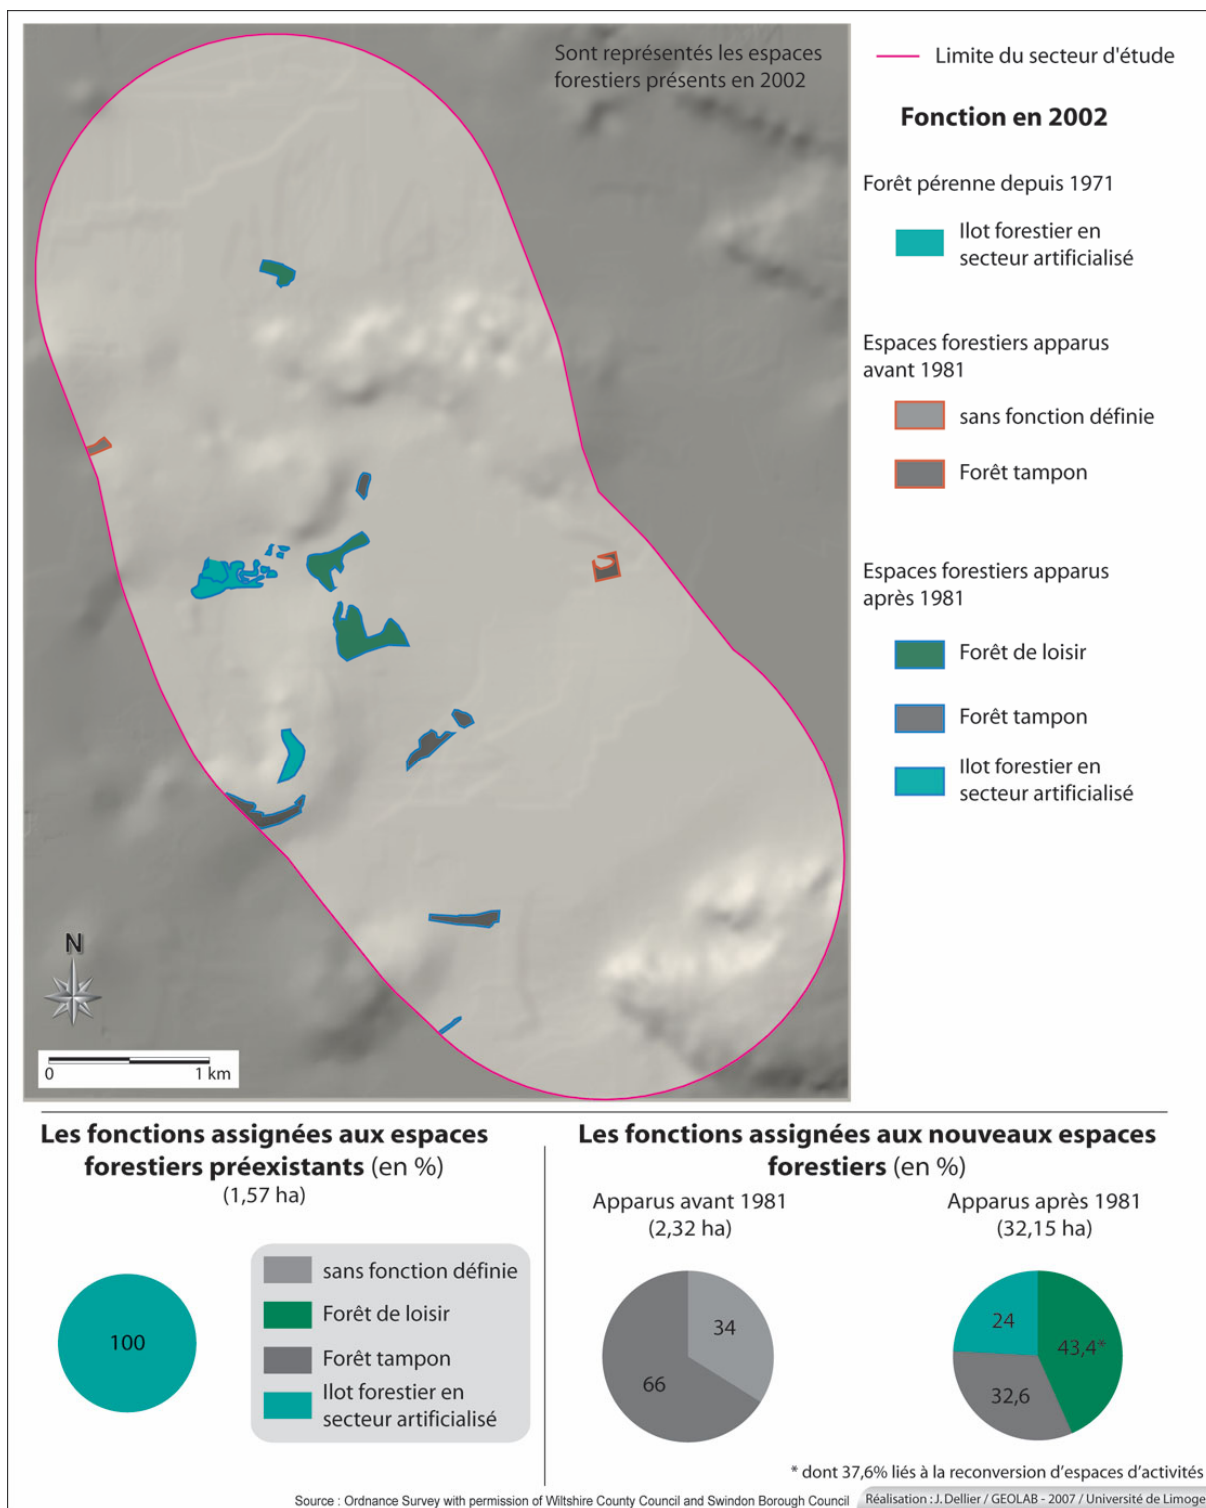 Sont représentés les espaces
forestiers présents en 2002
Limite du secteur d'étude
Fonction en 2002
Forêt pérenne depuis 1971
Ilot forestier en
secteur artificialisé
Espaces forestiers apparus
avant 1981
sans fonction définie
Forêt tampon
Espaces forestiers apparus
après 1981
Forêt de loisir
Forêt tampon
Ilot forestier en
secteur artificialisé
N
0 1 km
Les fonctions assignées aux espaces
forestiers préexistants (en %)
(1,57 ha)
100
sans fonction définie
Forêt de loisir
Forêt tampon
Ilot forestier en
secteur artificialisé
Les fonctions assignées aux nouveaux espaces
forestiers (en %)
Apparus avant 1981
(2,32 ha)
34
66
Apparus après 1981
(32,15 ha)
24
43,4*
32,6
* dont 37,6% liés à la reconversion d'espaces d'activités
Source : Ordnance Survey with permission of Wiltshire County Council and Swindon Borough Council
Réalisation : J. Dellier / GEOLAB - 2007 / Université de Limoge